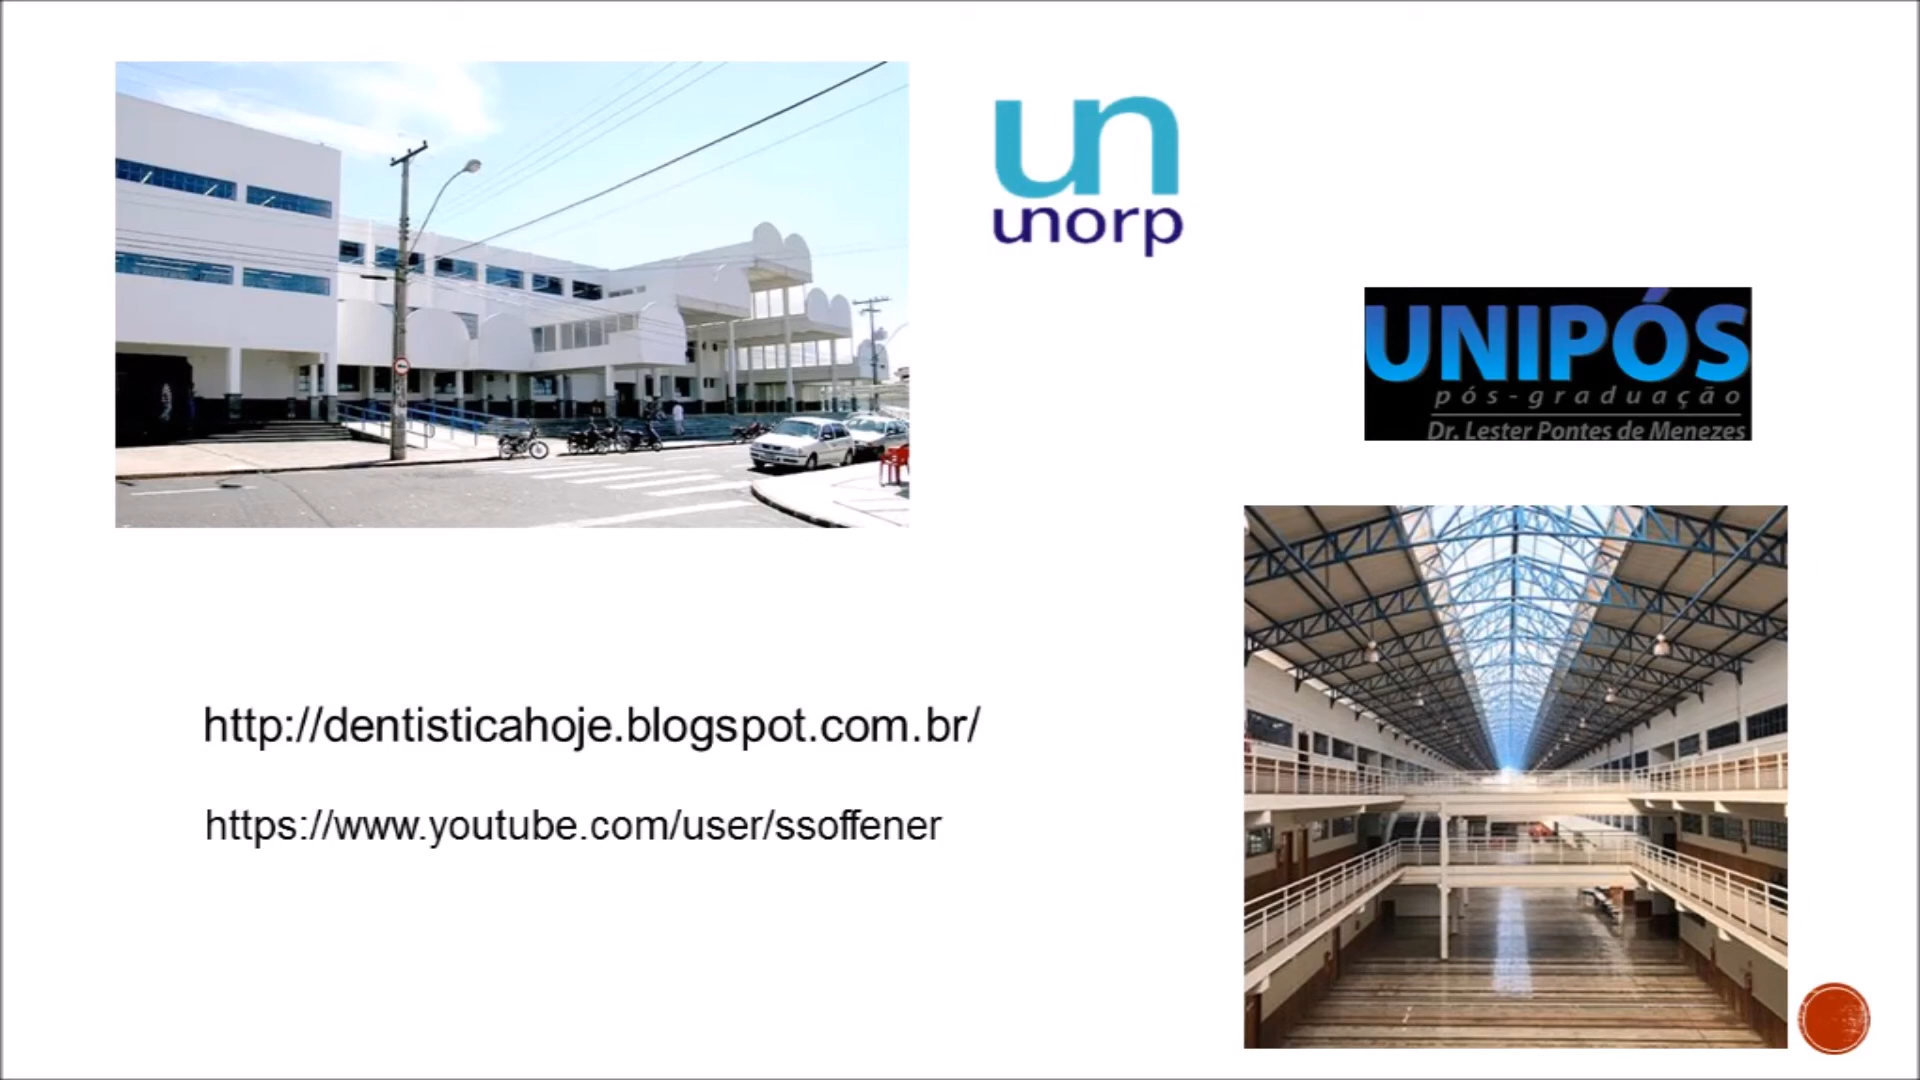 un
unorp
UNIPÓS
pós-graduação
Dr. Lester Pontes de Menezes
http://dentisticahoje.blogspot.com.br/
https://www.youtube.com/user/ssoffener